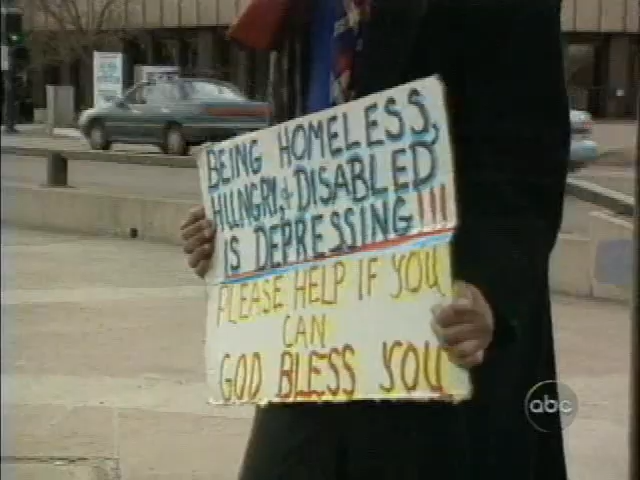 BEING HOMELESS,
HUNGRY, & DISABLED
IS DEPRESSING!!!
PLEASE HELP IF YOU
CAN
GOD BLESS YOU
abc